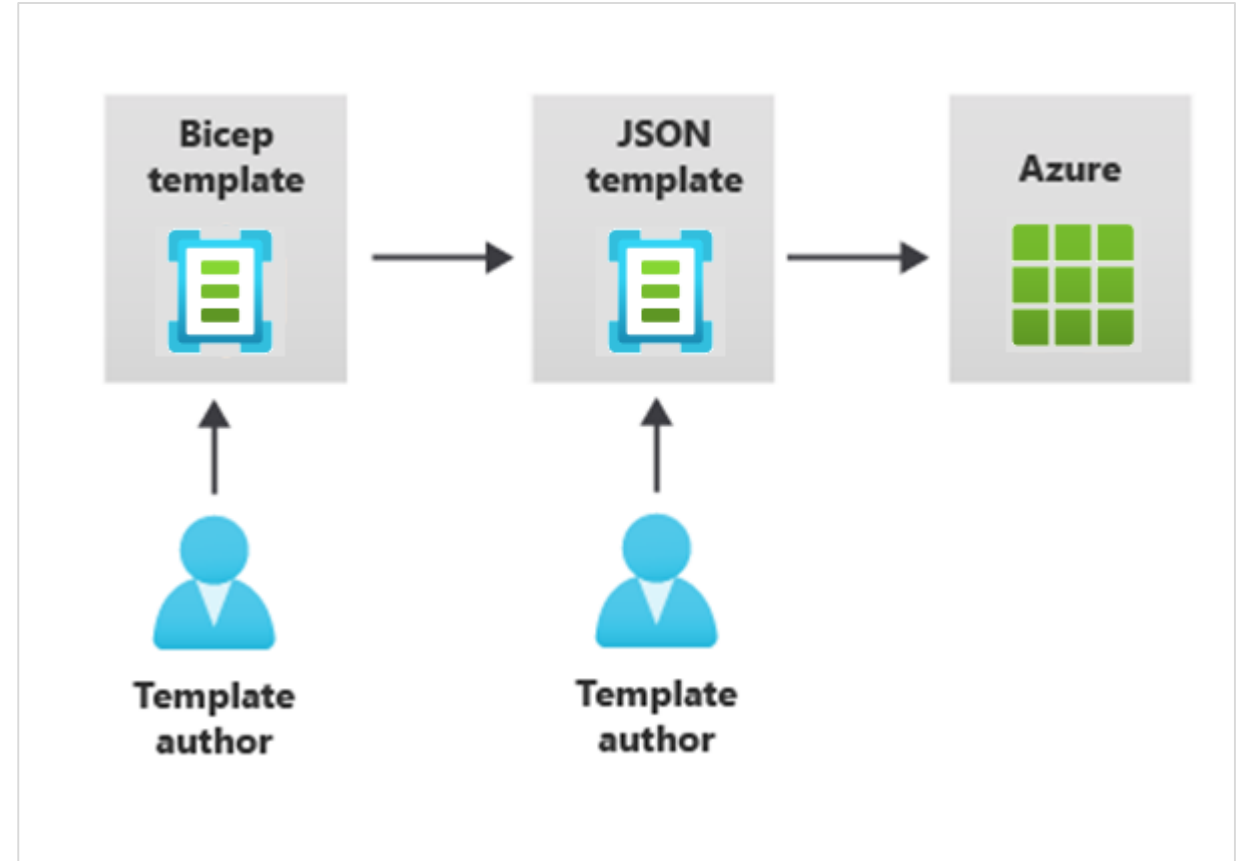 Bicep
template
JSON
template
Azure
Template
author
Template
author